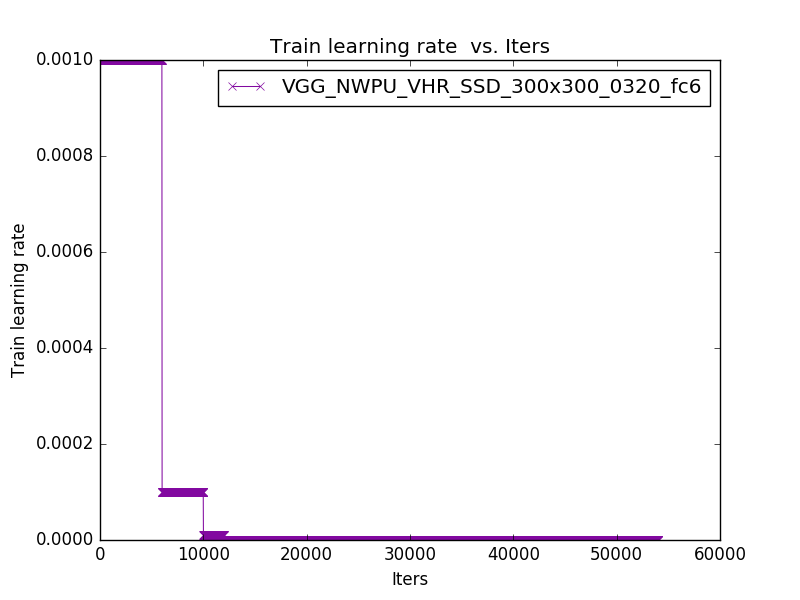 Train learning rate  vs. Iters
VGG_NWPU_VHR_SSD_300x300_0320_fc6
0.0010
0.0008
0.0006
0.0004
0.0002
0.0000
Train learning rate
0 10000 20000 30000 40000 50000 60000
Iters